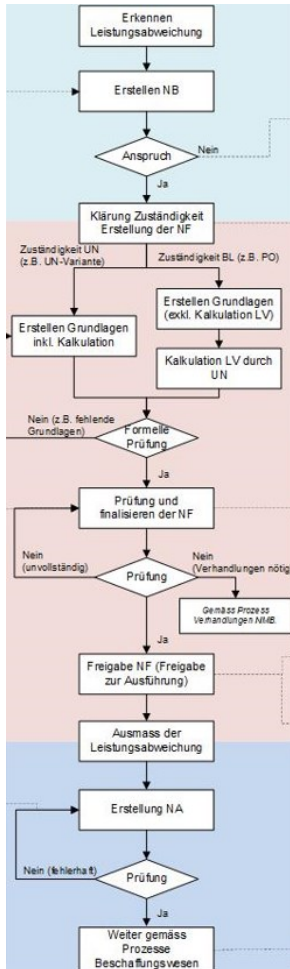 Erkennen
Leistungsabweichung
Erstellen NB
Anspruch
Nein
Ja
Klärung Zuständigkeit
Erstellung der NF
Zuständigkeit UN
(z.B. UN-Variante)
Zuständigkeit BL (z.B. PO)
Erstellen Grundlagen
inkl. Kalkulation
Erstellen Grundlagen
(exkl. Kalkulation LV)
Kalkulation LV durch
UN
Nein (z.B. fehlende
Grundlagen)
Formelle
Prüfung
Ja
Prüfung und
finalisieren der NF
Nein
(unvollständig)
Prüfung
Nein
(Verhandlungen nötig)
Gemäss Prozess
Verhandlungen NMB.
Ja
Freigabe NF (Freigabe
zur Ausführung)
Ausmass der
Leistungsabweichung
Erstellung NA
Nein (fehlerhaft)
Prüfung
Ja
Weiter gemäss
Prozesse
Beschaffungswesen